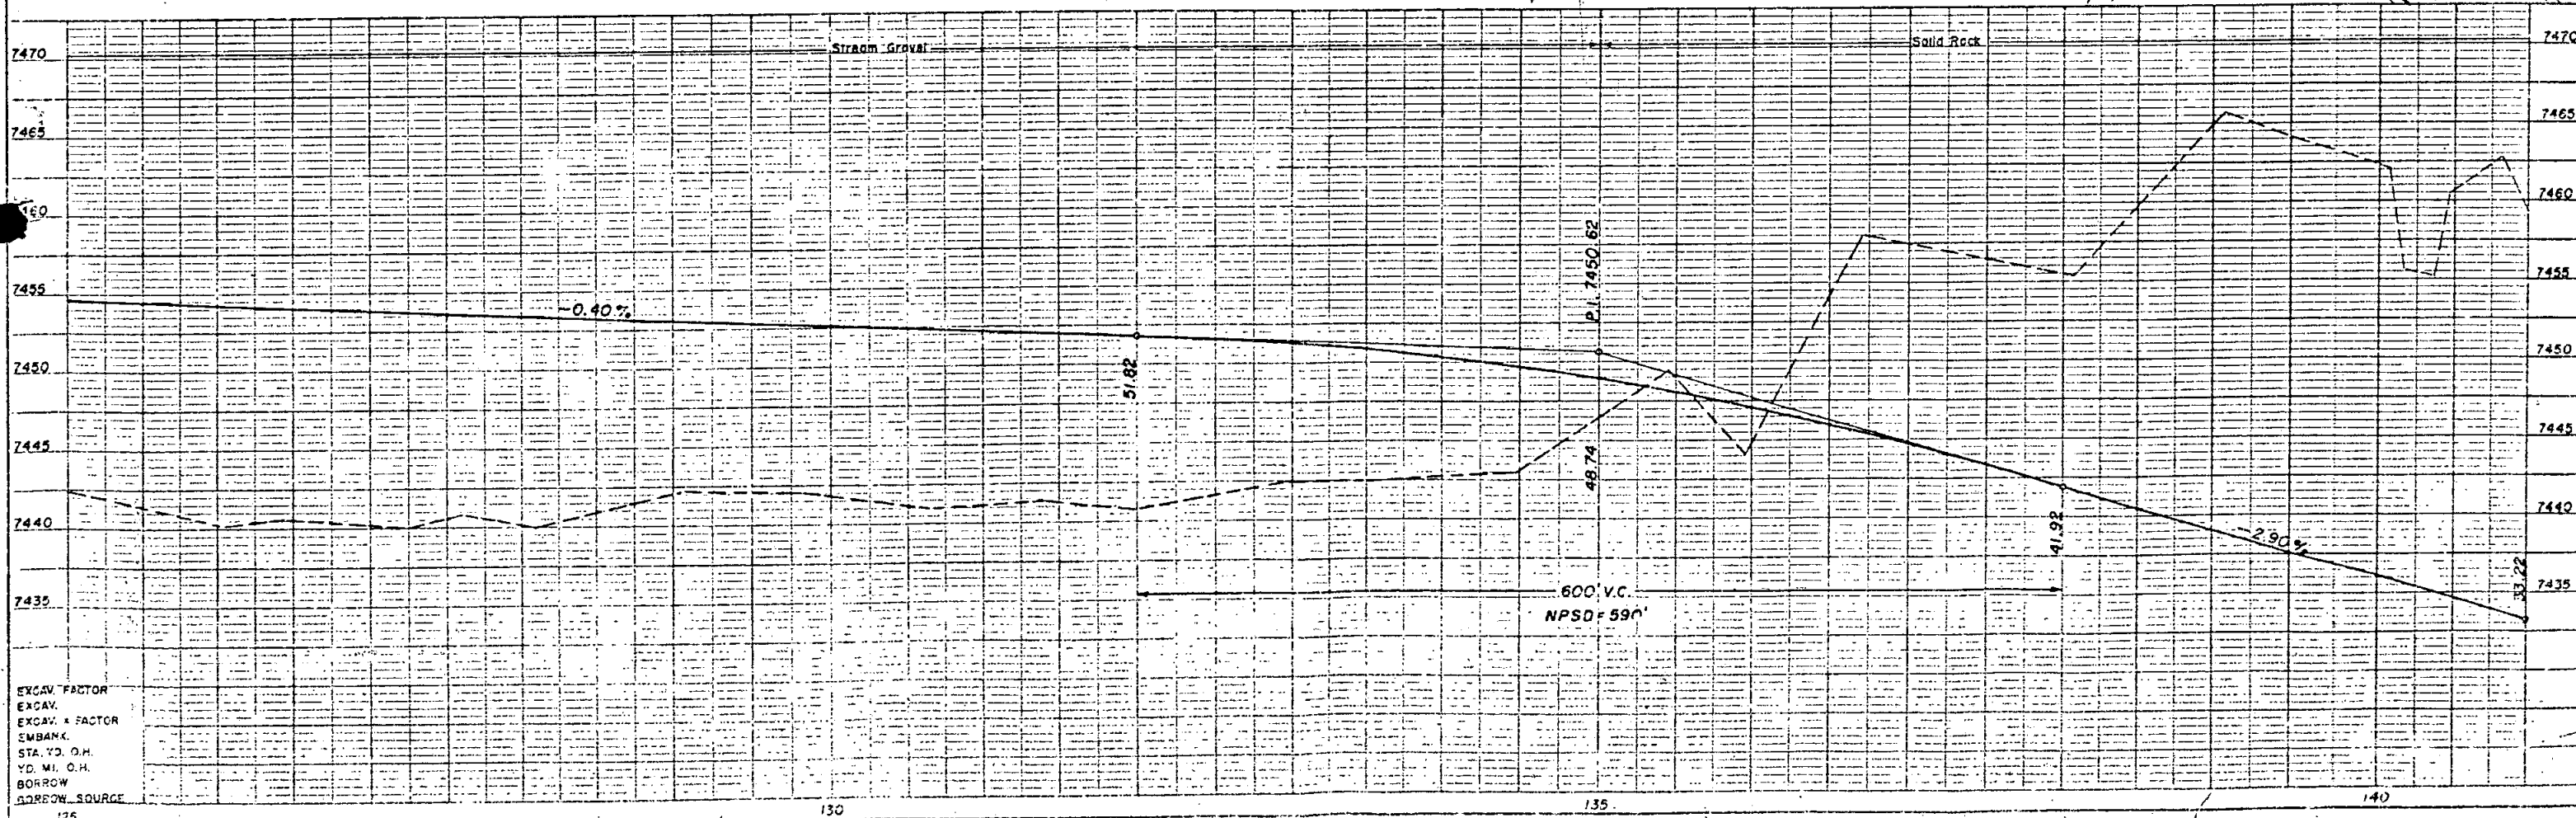 Stream Gravel
Solid Rock
7470
7470
7465
7465
7460
7460
7455
7455
-0.40%
P.I. 7450.62
7450
7450
51.82
7445
7445
48.74
7440
7440
41.92
-2.90%
7435
7435
33.22
600' V.C.
NPSD = 590'
EXCAV. FACTOR
EXCAV.
EXCAV. x FACTOR
EMBANK.
STA. YD. O.H.
YD. MI. O.H.
BORROW
BORROW SOURCE
125
130
135
140